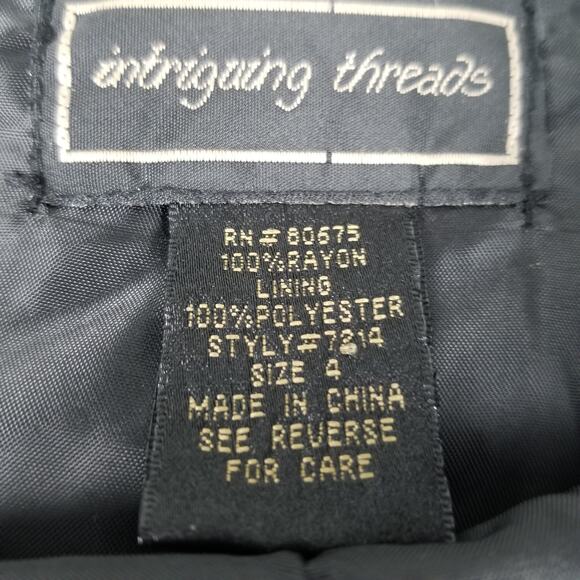 intriguing threads
RN#80675
100%RAYON
LINING
100%POLYESTER
STYLY#7214
SIZE 4
MADE IN CHINA
SEE REVERSE
FOR CARE